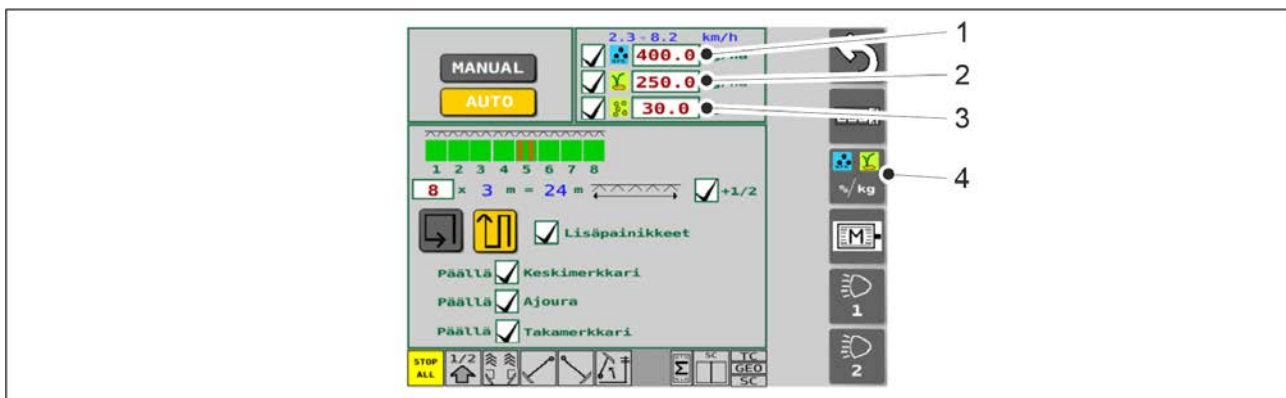 2.3 - 8.2 km/h
1
MANUAL
400.0
2
250.0
AUTO
3
30.0
1 2 3 4 5 6 7 8
%/kg
4
8 x 3 m = 24 m +1/2
M
Lisäpainikkeet
Päällä Keskimerkkari
1
Päällä Ajoura
Päällä Takamerkkari
STOP ALL
1/2
Σ
SC
TC
GEO
SC
2